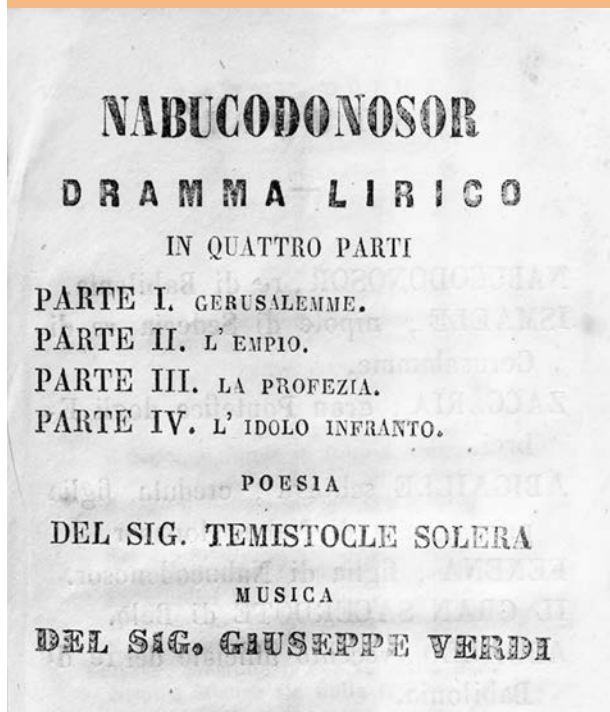 NABUCODONOSOR
DRAMMA LIRICO
IN QUATTRO PARTI
PARTE I. GERUSALEMME.
PARTE II. L EMPIO.
PARTE III. LA PROFEZIA.
PARTE IV. L' IDOLO INFRANTO.
POESIA
DEL SIG. TEMISTOCLE SOLERA
MUSICA
DEL SIG. GIUSEPPE VERDI